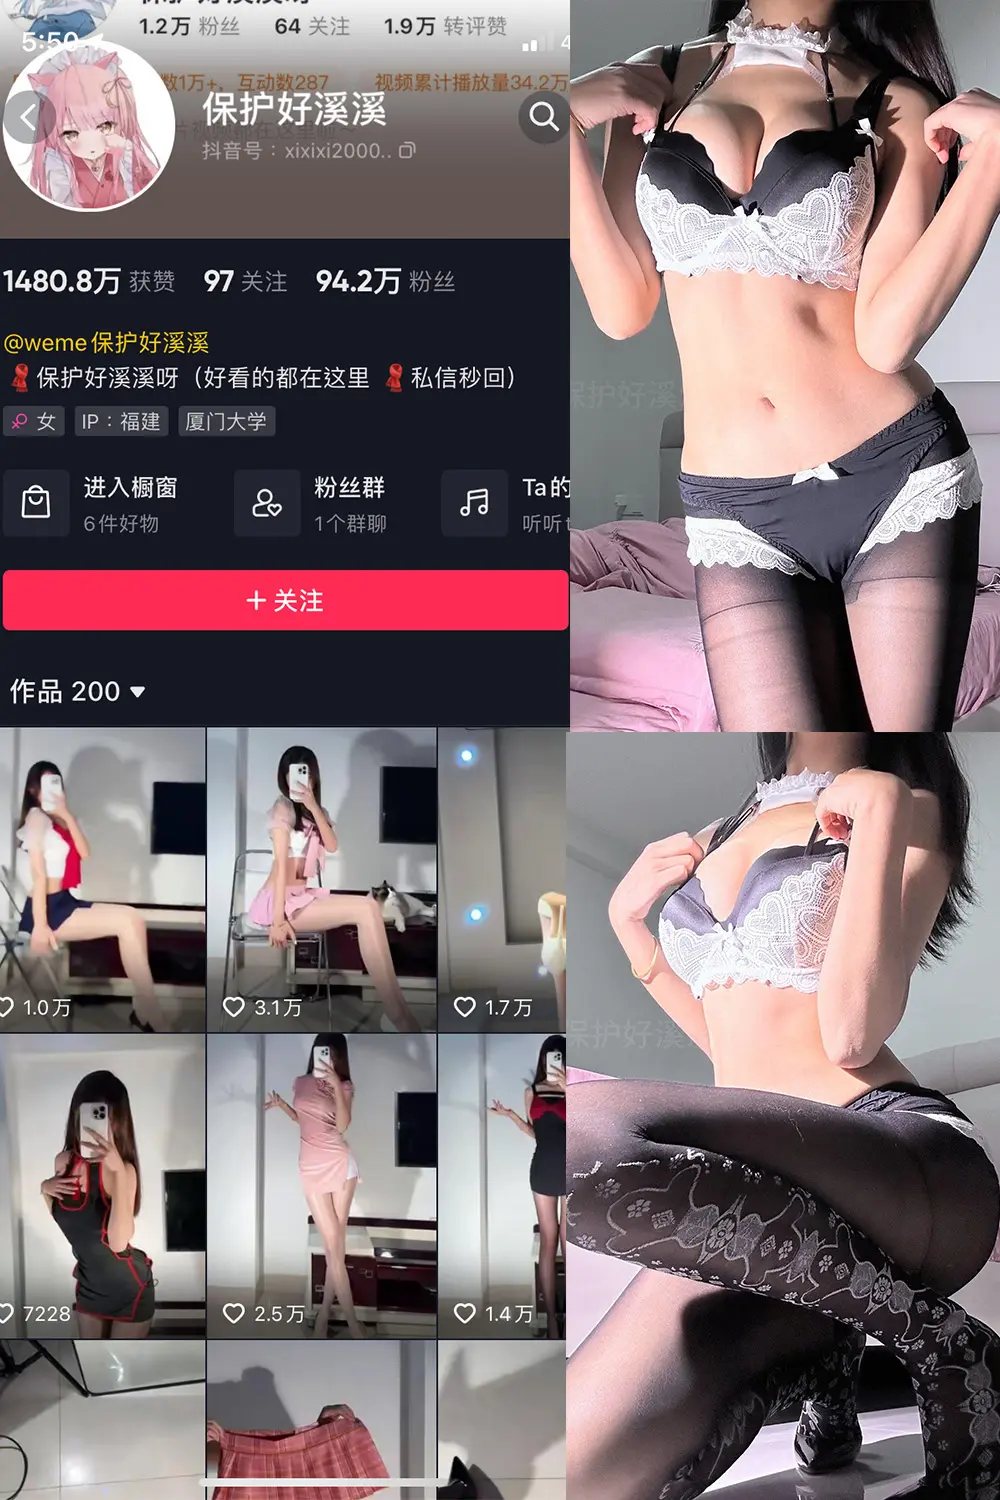 1.2万 粉丝 64 关注 1.9万 转评赞
5:50
数1万+，互动数287 视频累计播放量34.2万
保护好溪溪
抖音号：xixixi2000..
1480.8万 获赞 97 关注 94.2万 粉丝
@weme保护好溪溪
保护好溪溪呀（好看的都在这里 私信秒回）
女 IP：福建 厦门大学
进入橱窗 粉丝群 Ta的
6件好物 1个群聊 听听
+ 关注
作品 200
1.0万 3.1万 1.7万
7228 2.5万 1.4万
保护好溪
保护好溪